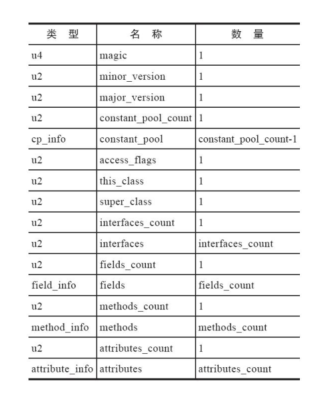 类 型 名 称 数 量
u4 magic 1
u2 minor_version 1
u2 major_version 1
u2 constant_pool_count 1
cp_info constant_pool constant_pool_count-1
u2 access_flags 1
u2 this_class 1
u2 super_class 1
u2 interfaces_count 1
u2 interfaces interfaces_count
u2 fields_count 1
field_info fields fields_count
u2 methods_count 1
method_info methods methods_count
u2 attributes_count 1
attribute_info attributes attributes_count